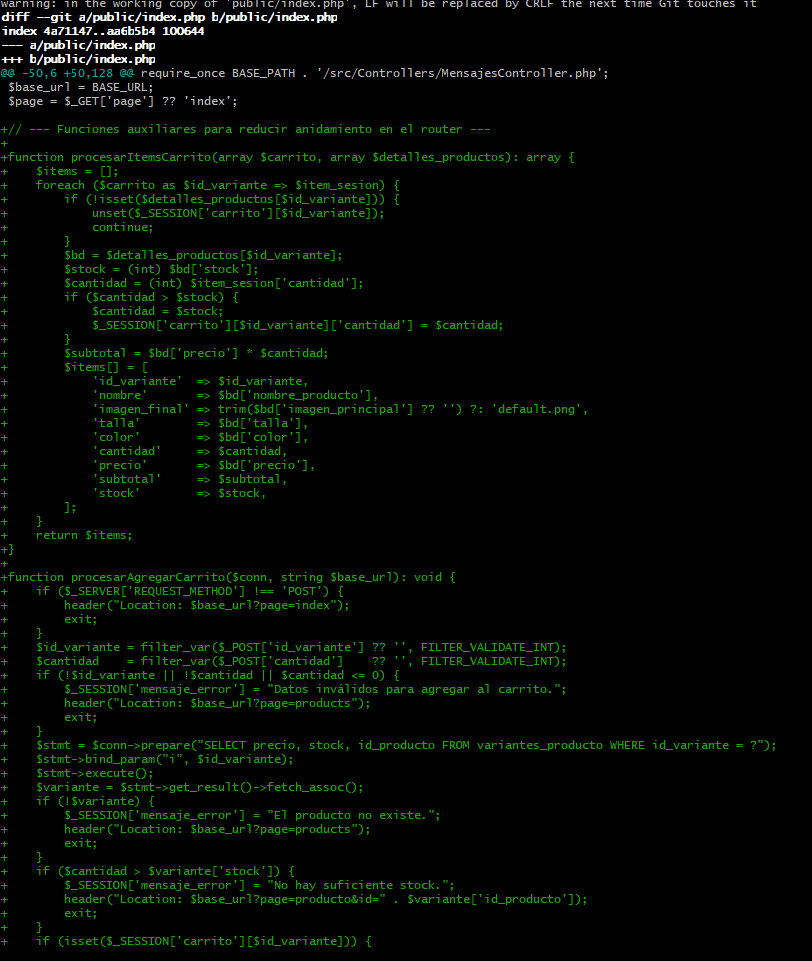 warning: in the working copy of 'public/index.php', LF will be replaced by CRLF the next time Git touches it
diff --git a/public/index.php b/public/index.php
index 4a71147..aa6b5b4 100644
--- a/public/index.php
+++ b/public/index.php
@@ -50,6 +50,128 @@ require_once BASE_PATH . '/src/Controllers/MensajesController.php';
 $base_url = BASE_URL;
 $page = $_GET['page'] ?? 'index';

+// --- Funciones auxiliares para reducir anidamiento en el router ---
+
+function procesarItemsCarrito(array $carrito, array $detalles_productos): array {
+    $items = [];
+    foreach ($carrito as $id_variante => $item_sesion) {
+        if (!isset($detalles_productos[$id_variante])) {
+            unset($_SESSION['carrito'][$id_variante]);
+            continue;
+        }
+        $bd = $detalles_productos[$id_variante];
+        $stock = (int) $bd['stock'];
+        $cantidad = (int) $item_sesion['cantidad'];
+        if ($cantidad > $stock) {
+            $cantidad = $stock;
+            $_SESSION['carrito'][$id_variante]['cantidad'] = $cantidad;
+        }
+        $subtotal = $bd['precio'] * $cantidad;
+        $items[] = [
+            'id_variante'  => $id_variante,
+            'nombre'       => $bd['nombre_producto'],
+            'imagen_final' => trim($bd['imagen_principal'] ?? '') ?: 'default.png',
+            'talla'        => $bd['talla'],
+            'color'        => $bd['color'],
+            'cantidad'     => $cantidad,
+            'precio'       => $bd['precio'],
+            'subtotal'     => $subtotal,
+            'stock'        => $stock,
+        ];
+    }
+    return $items;
+}
+
+function procesarAgregarCarrito($conn, string $base_url): void {
+    if ($_SERVER['REQUEST_METHOD'] !== 'POST') {
+        header("Location: $base_url?page=index");
+        exit;
+    }
+    $id_variante = filter_var($_POST['id_variante'] ?? '', FILTER_VALIDATE_INT);
+    $cantidad    = filter_var($_POST['cantidad']    ?? '', FILTER_VALIDATE_INT);
+    if (!$id_variante || !$cantidad || $cantidad <= 0) {
+        $_SESSION['mensaje_error'] = "Datos inválidos para agregar al carrito.";
+        header("Location: $base_url?page=products");
+        exit;
+    }
+    $stmt = $conn->prepare("SELECT precio, stock, id_producto FROM variantes_producto WHERE id_variante = ?");
+    $stmt->bind_param("i", $id_variante);
+    $stmt->execute();
+    $variante = $stmt->get_result()->fetch_assoc();
+    if (!$variante) {
+        $_SESSION['mensaje_error'] = "El producto no existe.";
+        header("Location: $base_url?page=products");
+        exit;
+    }
+    if ($cantidad > $variante['stock']) {
+        $_SESSION['mensaje_error'] = "No hay suficiente stock.";
+        header("Location: $base_url?page=producto&id=" . $variante['id_producto']);
+        exit;
+    }
+    if (isset($_SESSION['carrito'][$id_variante])) {